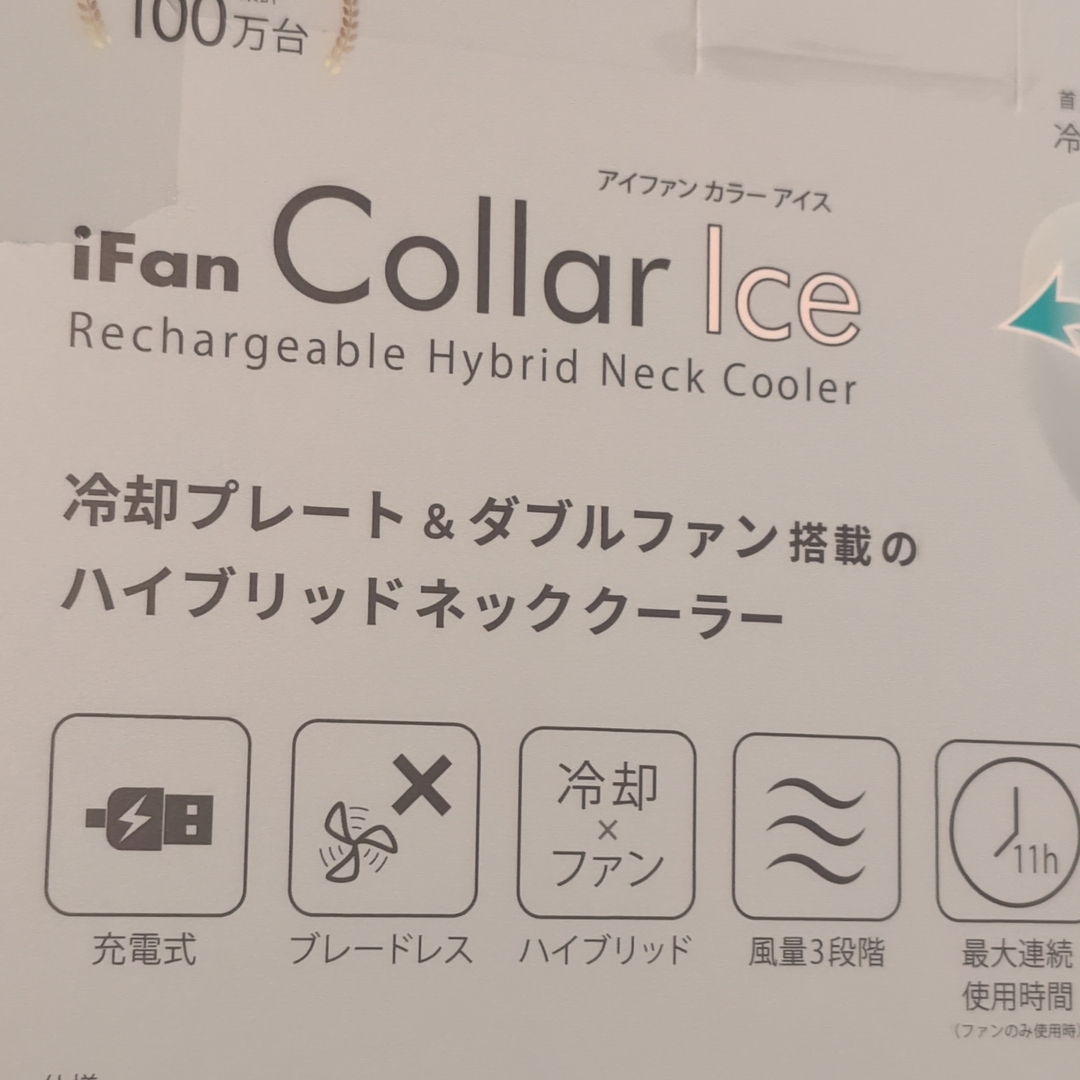 100万台
首
冷
アイファン カラー アイス
iFan Collar Ice
Rechargeable Hybrid Neck Cooler
冷却プレート&ダブルファン搭載の
ハイブリッドネッククーラー
冷却
×
ファン
11h
充電式
ブレードレス
ハイブリッド
風量3段階
最大連続
使用時間
(ファンのみ使用時)